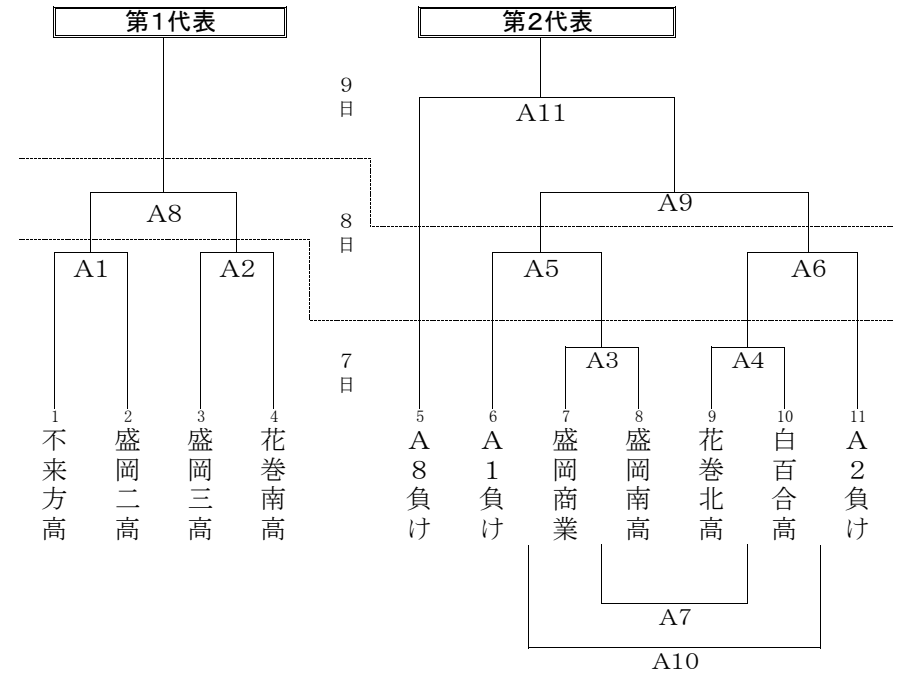 第1代表
第2代表
9日
A11
A8
8日
A9
A1
A2
A5
A6
7日
A3
A4
1
2
3
4
5
6
7
8
9
10
11
不来方高
盛岡二高
盛岡三高
花巻南高
A8負け
A1負け
盛岡商業
盛岡南高
花巻北高
白百合高
A2負け
A7
A10